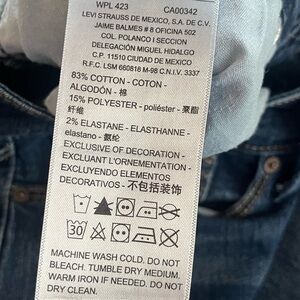 WPL 423 CA00342
LEVI STRAUSS DE MEXICO, S.A. DE C.V.
JAIME BALMES # 8 OFICINA 502
COL. POLANCO I SECCION
DELEGACIÓN MIGUEL HIDALGO
C.P. 11510 CIUDAD DE MEXICO
R.F.C. LSM 660818 M-98 C.N.I.V. 3337
83% COTTON - COTON -
ALGODÓN - 棉
15% POLYESTER - poliéster - 聚酯
纤维
2% ELASTANE - ELASTHANNE -
elastano - 氨纶
EXCLUSIVE OF DECORATION -
EXCLUANT L'ORNEMENTATION -
EXCLUYENDO ELEMENTOS
DECORATIVOS - 不包括装饰
30
MACHINE WASH COLD. DO NOT
BLEACH. TUMBLE DRY MEDIUM.
WARM IRON IF NEEDED. DO NOT
DRY CLEAN.